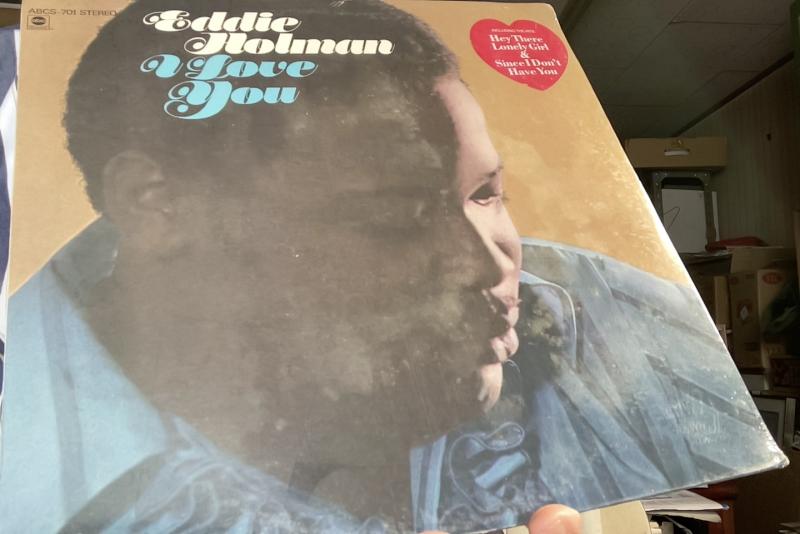 ABCS-701 STEREO
Eddie
Holman
I Love
You
INCLUDING THE HITS:
Hey There
Lonely Girl
&
Since I Don't
Have You